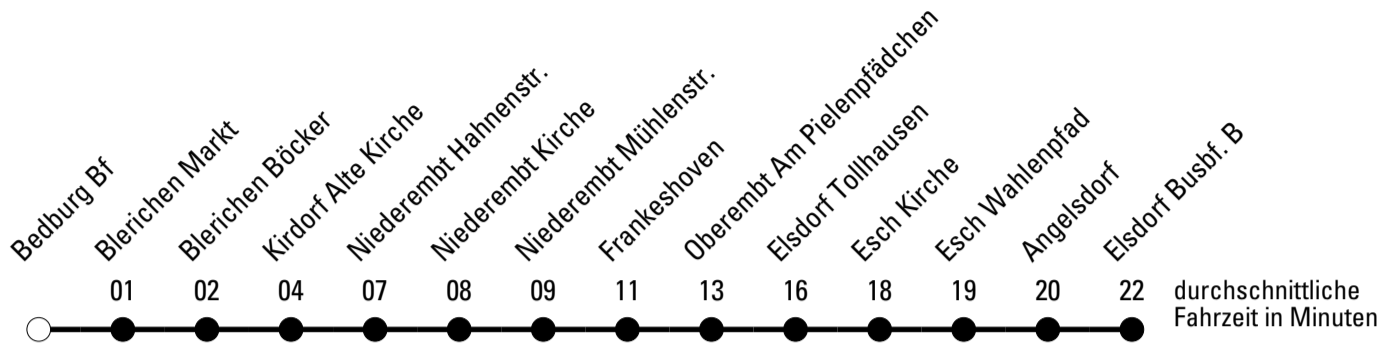 Bedburg Bf
Blerichen Markt
Blerichen Böcker
Kirdorf Alte Kirche
Niederembt Hahnenstr.
Niederembt Kirche
Niederembt Mühlenstr.
Frankeshoven
Oberembt Am Pielenpfädchen
Elsdorf Tollhausen
Esch Kirche
Esch Wahlenpfad
Angelsdorf
Elsdorf Busbf. B
01 02 04 07 08 09 11 13 16 18 19 20 22
durchschnittliche
Fahrzeit in Minuten